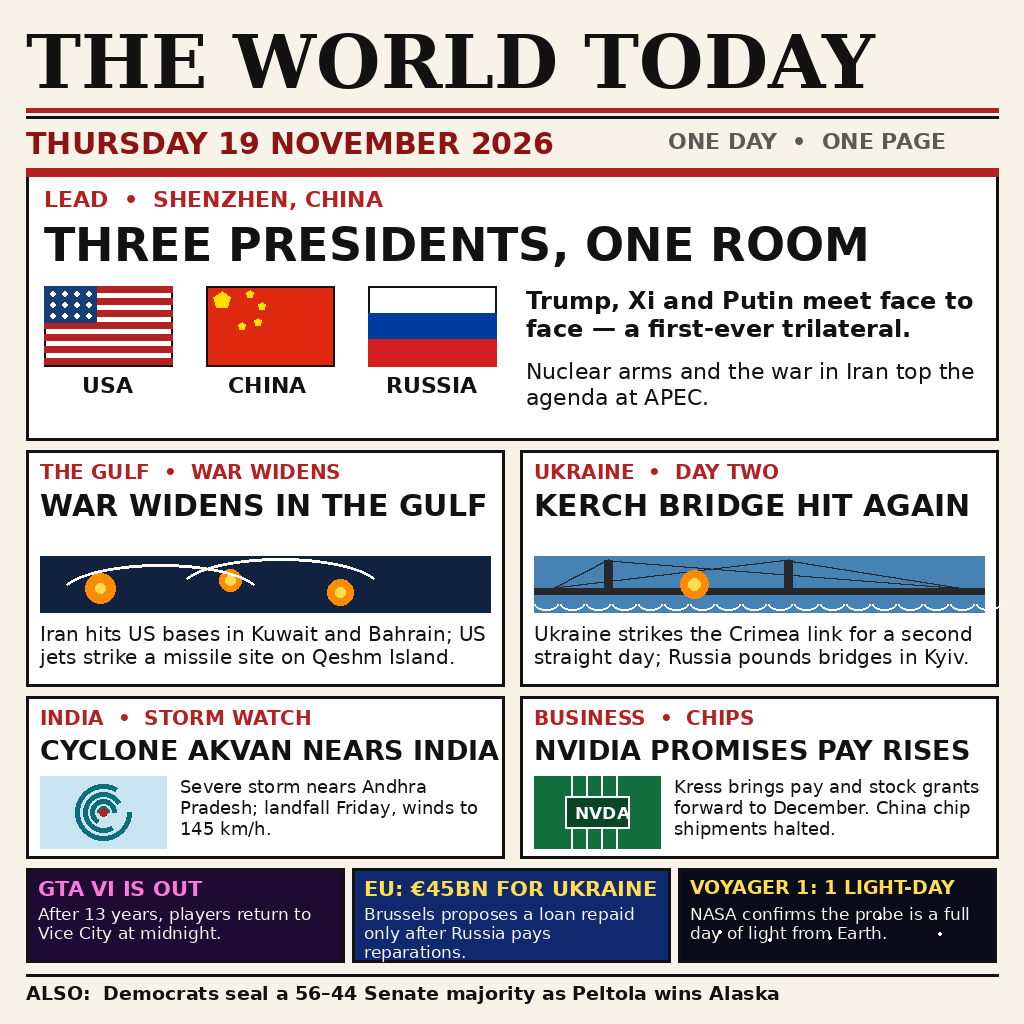 THE WORLD TODAY
THURSDAY 19 NOVEMBER 2026
ONE DAY • ONE PAGE
LEAD • SHENZHEN, CHINA
THREE PRESIDENTS, ONE ROOM
USA
CHINA
RUSSIA
Trump, Xi and Putin meet face to
face — a first-ever trilateral.
Nuclear arms and the war in Iran top the
agenda at APEC.
THE GULF • WAR WIDENS
WAR WIDENS IN THE GULF
Iran hits US bases in Kuwait and Bahrain; US
jets strike a missile site on Qeshm Island.
UKRAINE • DAY TWO
KERCH BRIDGE HIT AGAIN
Ukraine strikes the Crimea link for a second
straight day; Russia pounds bridges in Kyiv.
INDIA • STORM WATCH
CYCLONE AKVAN NEARS INDIA
Severe storm nears Andhra
Pradesh; landfall Friday, winds to
145 km/h.
BUSINESS • CHIPS
NVIDIA PROMISES PAY RISES
NVDA
Kress brings pay and stock grants
forward to December. China chip
shipments halted.
GTA VI IS OUT
After 13 years, players return to
Vice City at midnight.
EU: €45BN FOR UKRAINE
Brussels proposes a loan repaid
only after Russia pays
reparations.
VOYAGER 1: 1 LIGHT-DAY
NASA confirms the probe is a full
day of light from Earth.
ALSO: Democrats seal a 56–44 Senate majority as Peltola wins Alaska